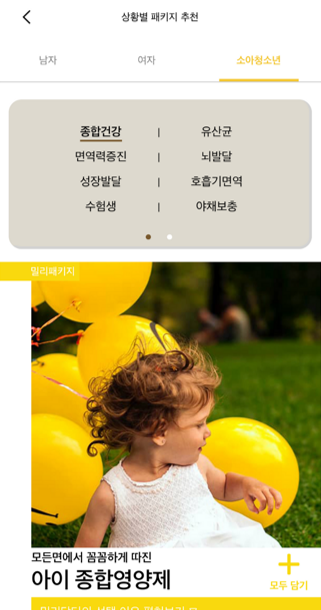 상황별 패키지 추천
남자 여자 소아청소년
종합건강 | 유산균
면역력증진 | 뇌발달
성장발달 | 호흡기면역
수험생 | 야채보충
밀리패키지
모든면에서 꼼꼼하게 따진
아이 종합영양제
모두 담기